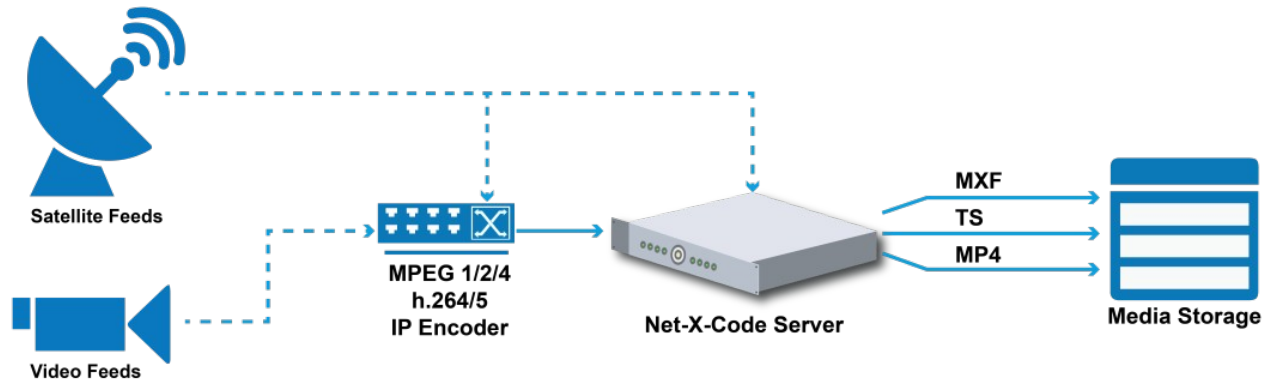 Satellite Feeds
Video Feeds
MPEG 1/2/4
h.264/5
IP Encoder
Net-X-Code Server
MXF
TS
MP4
Media Storage